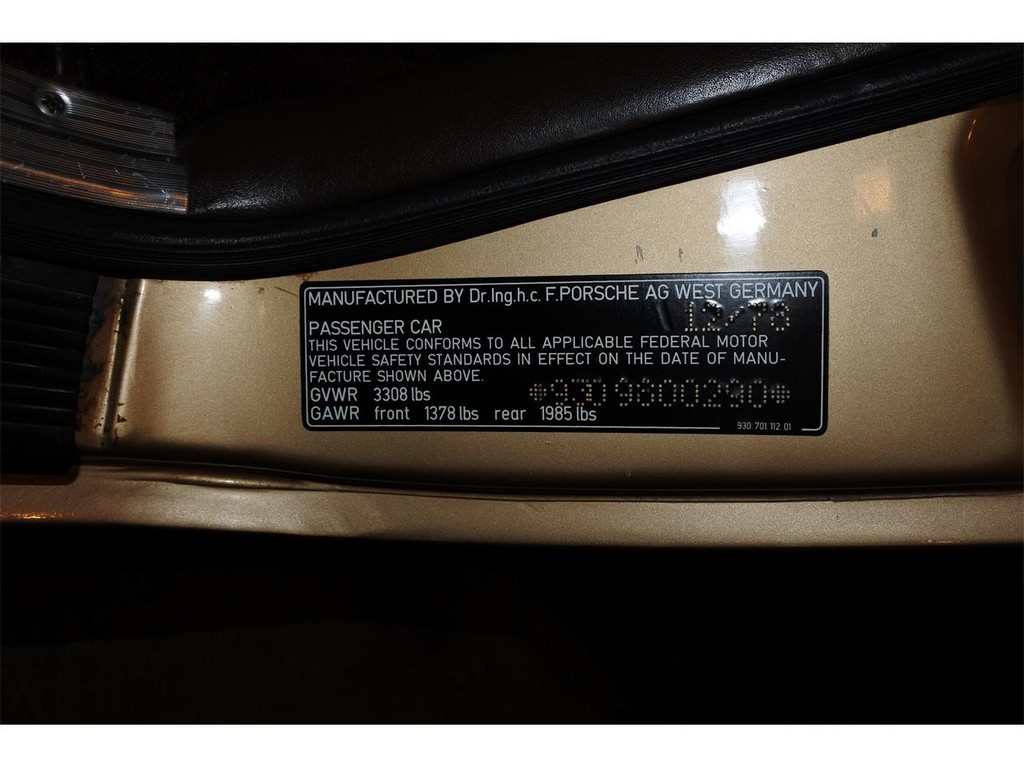 MANUFACTURED BY Dr.Ing.h.c. F.PORSCHE AG WEST GERMANY
12/78
PASSENGER CAR
THIS VEHICLE CONFORMS TO ALL APPLICABLE FEDERAL MOTOR
VEHICLE SAFETY STANDARDS IN EFFECT ON THE DATE OF MANU-
FACTURE SHOWN ABOVE.
*9309800290*
GVWR 3308 lbs
GAWR front 1378 lbs rear 1985 lbs
930.701.112.01